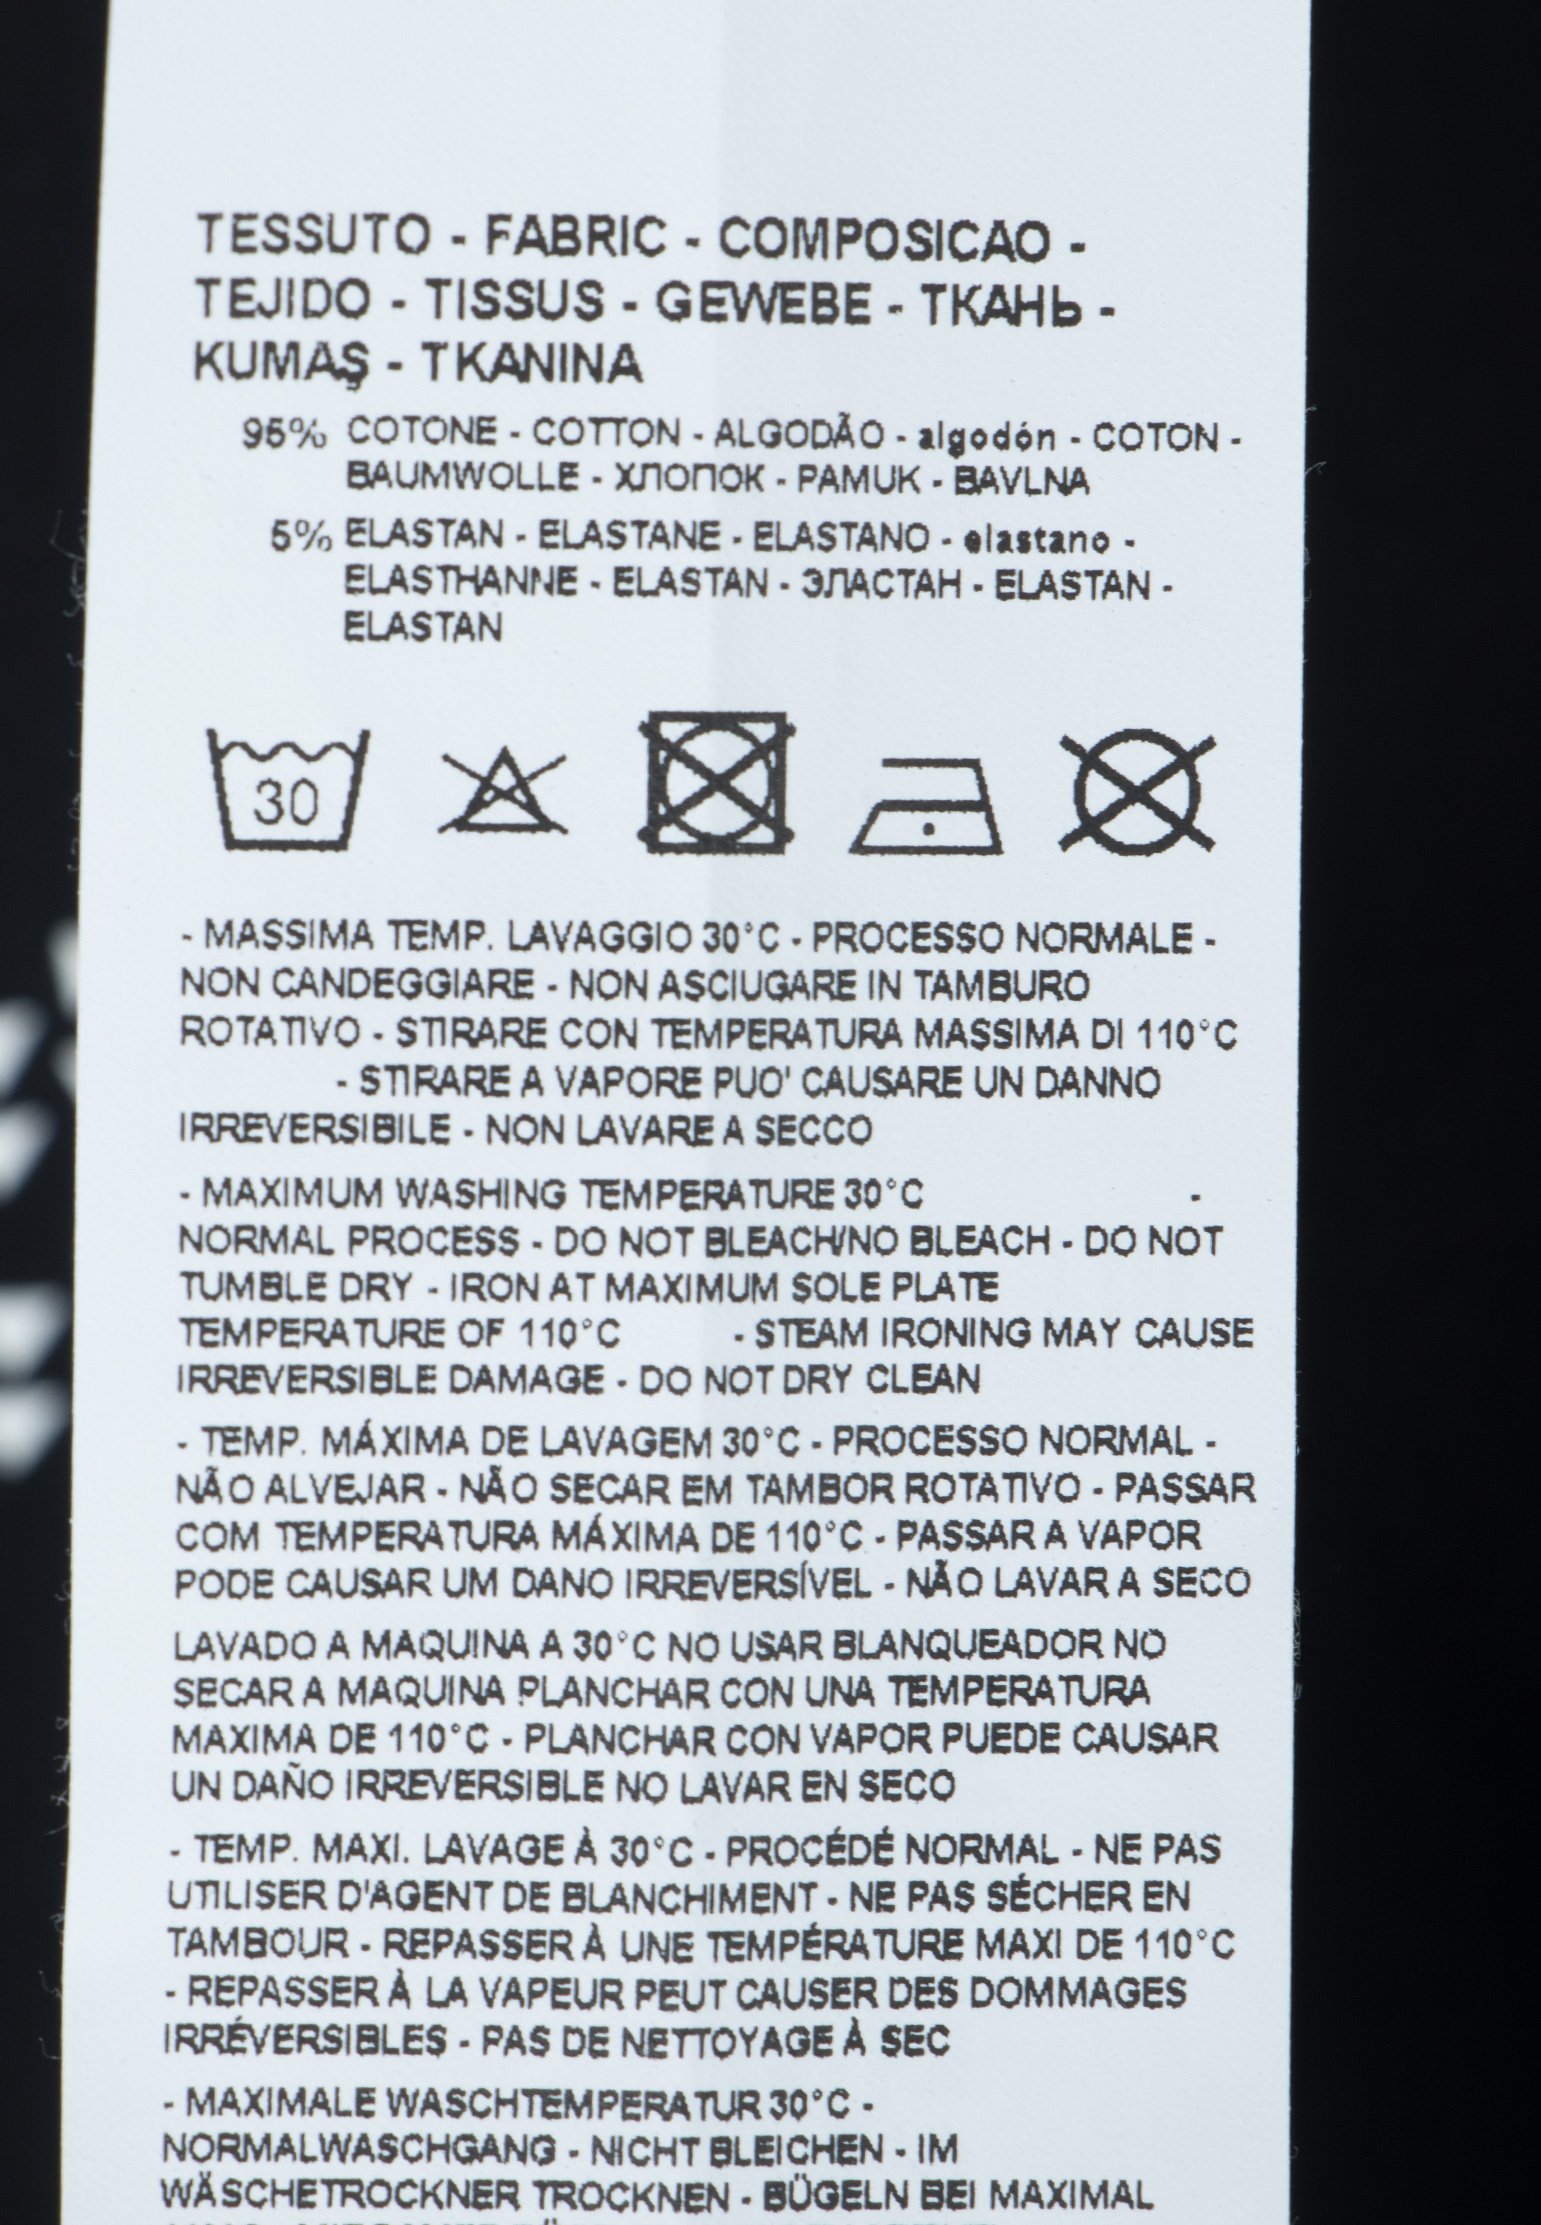 TESSUTO - FABRIC - COMPOSICAO -
TEJIDO - TISSUS - GEWEBE - ТКАНЬ -
KUMAŞ - TKANINA
95% COTONE - COTTON - ALGODÃO - algodón - COTON -
BAUMWOLLE - ХЛОПОК - PAMUK - BAVLNA
5% ELASTAN - ELASTANE - ELASTANO - elastano -
ELASTHANNE - ELASTAN - ЭЛАСТАН - ELASTAN -
ELASTAN
30
- MASSIMA TEMP. LAVAGGIO 30°C - PROCESSO NORMALE -
NON CANDEGGIARE - NON ASCIUGARE IN TAMBURO
ROTATIVO - STIRARE CON TEMPERATURA MASSIMA DI 110°C
- STIRARE A VAPORE PUO' CAUSARE UN DANNO
IRREVERSIBILE - NON LAVARE A SECCO
- MAXIMUM WASHING TEMPERATURE 30°C -
NORMAL PROCESS - DO NOT BLEACH/NO BLEACH - DO NOT
TUMBLE DRY - IRON AT MAXIMUM SOLE PLATE
TEMPERATURE OF 110°C - STEAM IRONING MAY CAUSE
IRREVERSIBLE DAMAGE - DO NOT DRY CLEAN
- TEMP. MÁXIMA DE LAVAGEM 30°C - PROCESSO NORMAL -
NÃO ALVEJAR - NÃO SECAR EM TAMBOR ROTATIVO - PASSAR
COM TEMPERATURA MÁXIMA DE 110°C - PASSAR A VAPOR
PODE CAUSAR UM DANO IRREVERSÍVEL - NÃO LAVAR A SECO
LAVADO A MAQUINA A 30°C NO USAR BLANQUEADOR NO
SECAR A MAQUINA PLANCHAR CON UNA TEMPERATURA
MAXIMA DE 110°C - PLANCHAR CON VAPOR PUEDE CAUSAR
UN DAÑO IRREVERSIBLE NO LAVAR EN SECO
- TEMP. MAXI. LAVAGE À 30°C - PROCÉDÉ NORMAL - NE PAS
UTILISER D'AGENT DE BLANCHIMENT - NE PAS SÉCHER EN
TAMBOUR - REPASSER À UNE TEMPÉRATURE MAXI DE 110°C
- REPASSER À LA VAPEUR PEUT CAUSER DES DOMMAGES
IRRÉVERSIBLES - PAS DE NETTOYAGE À SEC
- MAXIMALE WASCHTEMPERATUR 30°C -
NORMALWASCHGANG - NICHT BLEICHEN - IM
WÄSCHETROCKNER TROCKNEN - BÜGELN BEI MAXIMAL